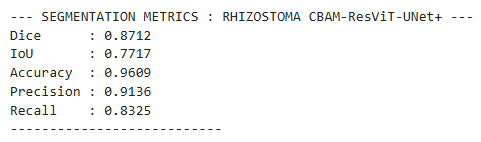 --- SEGMENTATION METRICS : RHIZOSTOMA CBAM-ResViT-UNet+ ---
Dice      : 0.8712
IoU       : 0.7717
Accuracy  : 0.9609
Precision : 0.9136
Recall    : 0.8325
---------------------------